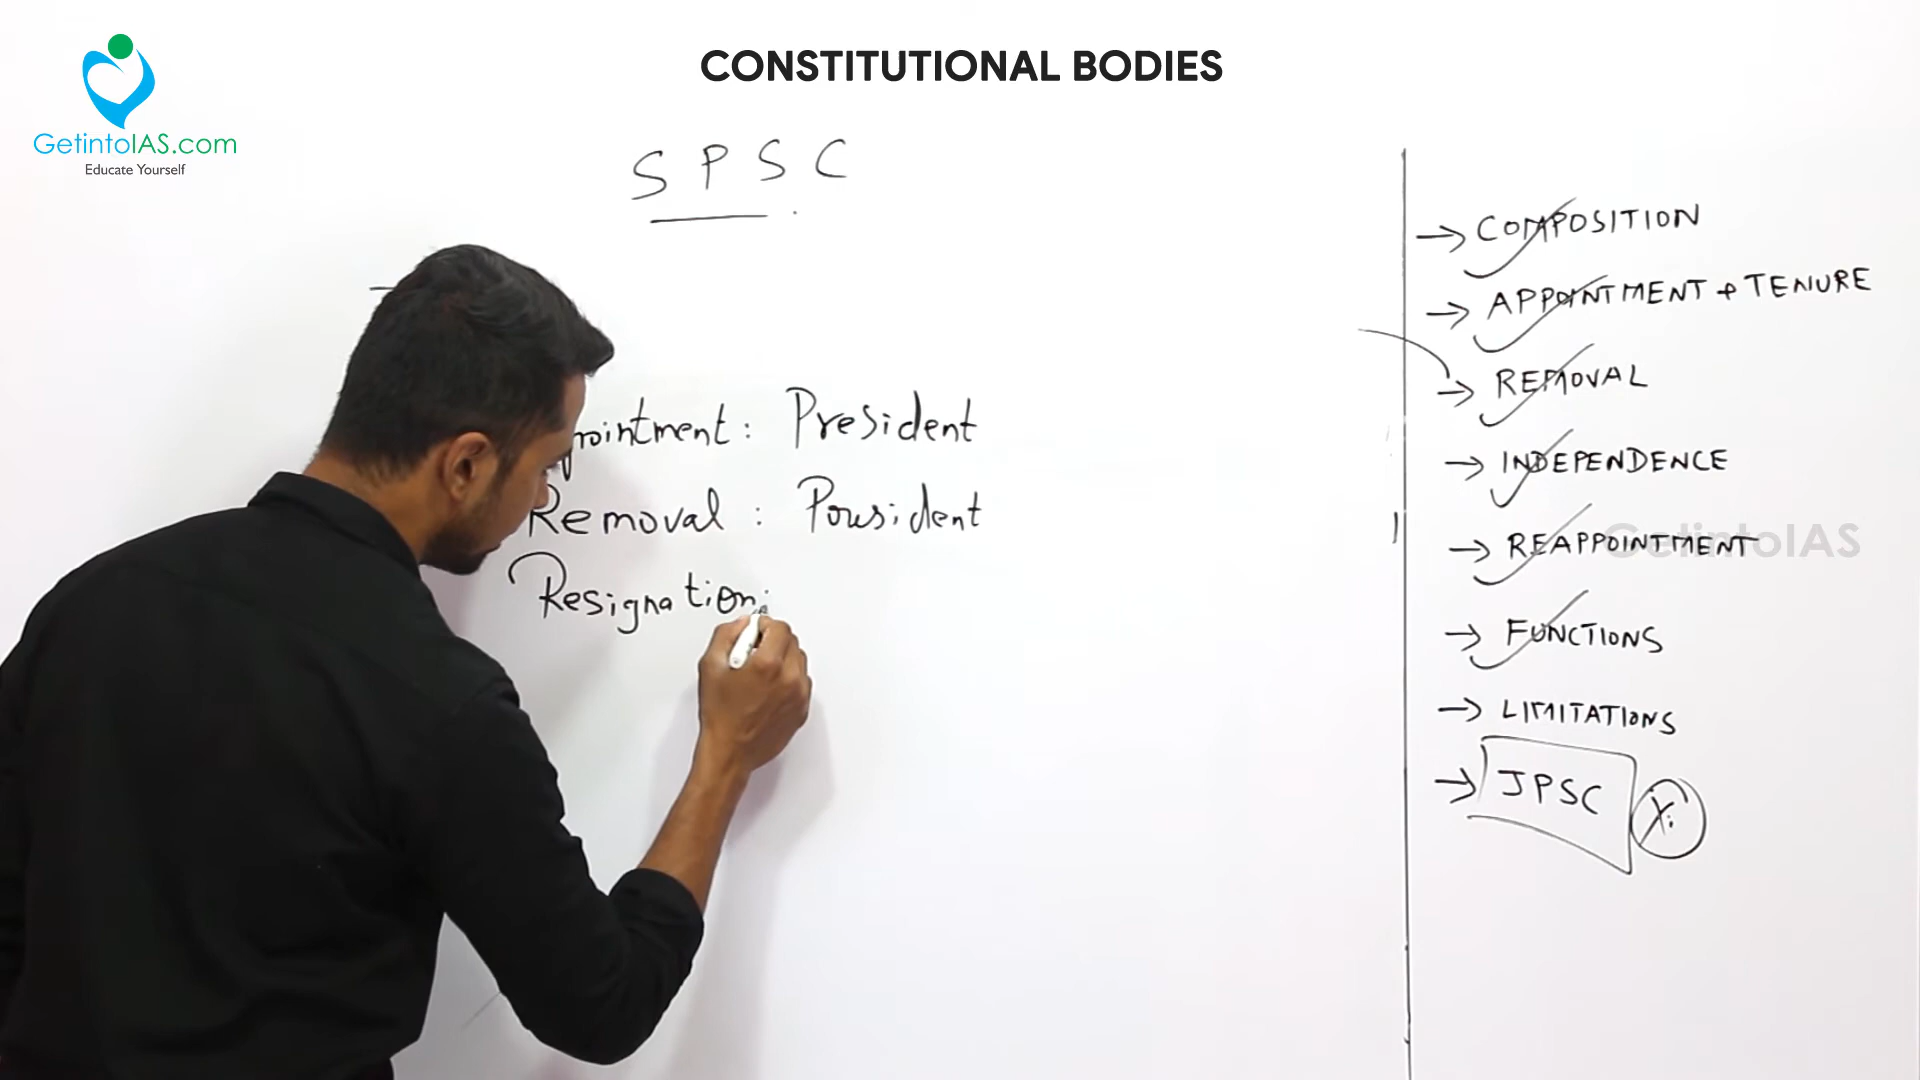 CONSTITUTIONAL BODIES
GetintoIAS.com
Educate Yourself
SPSC
ointment: President
Removal : President
Resignation:
→ COMPOSITION
→ APPOINTMENT + TENURE
→ REMOVAL
→ INDEPENDENCE
→ REAPPOINTMENT
GetintoIAS
→ FUNCTIONS
→ LIMITATIONS
→ JPSC